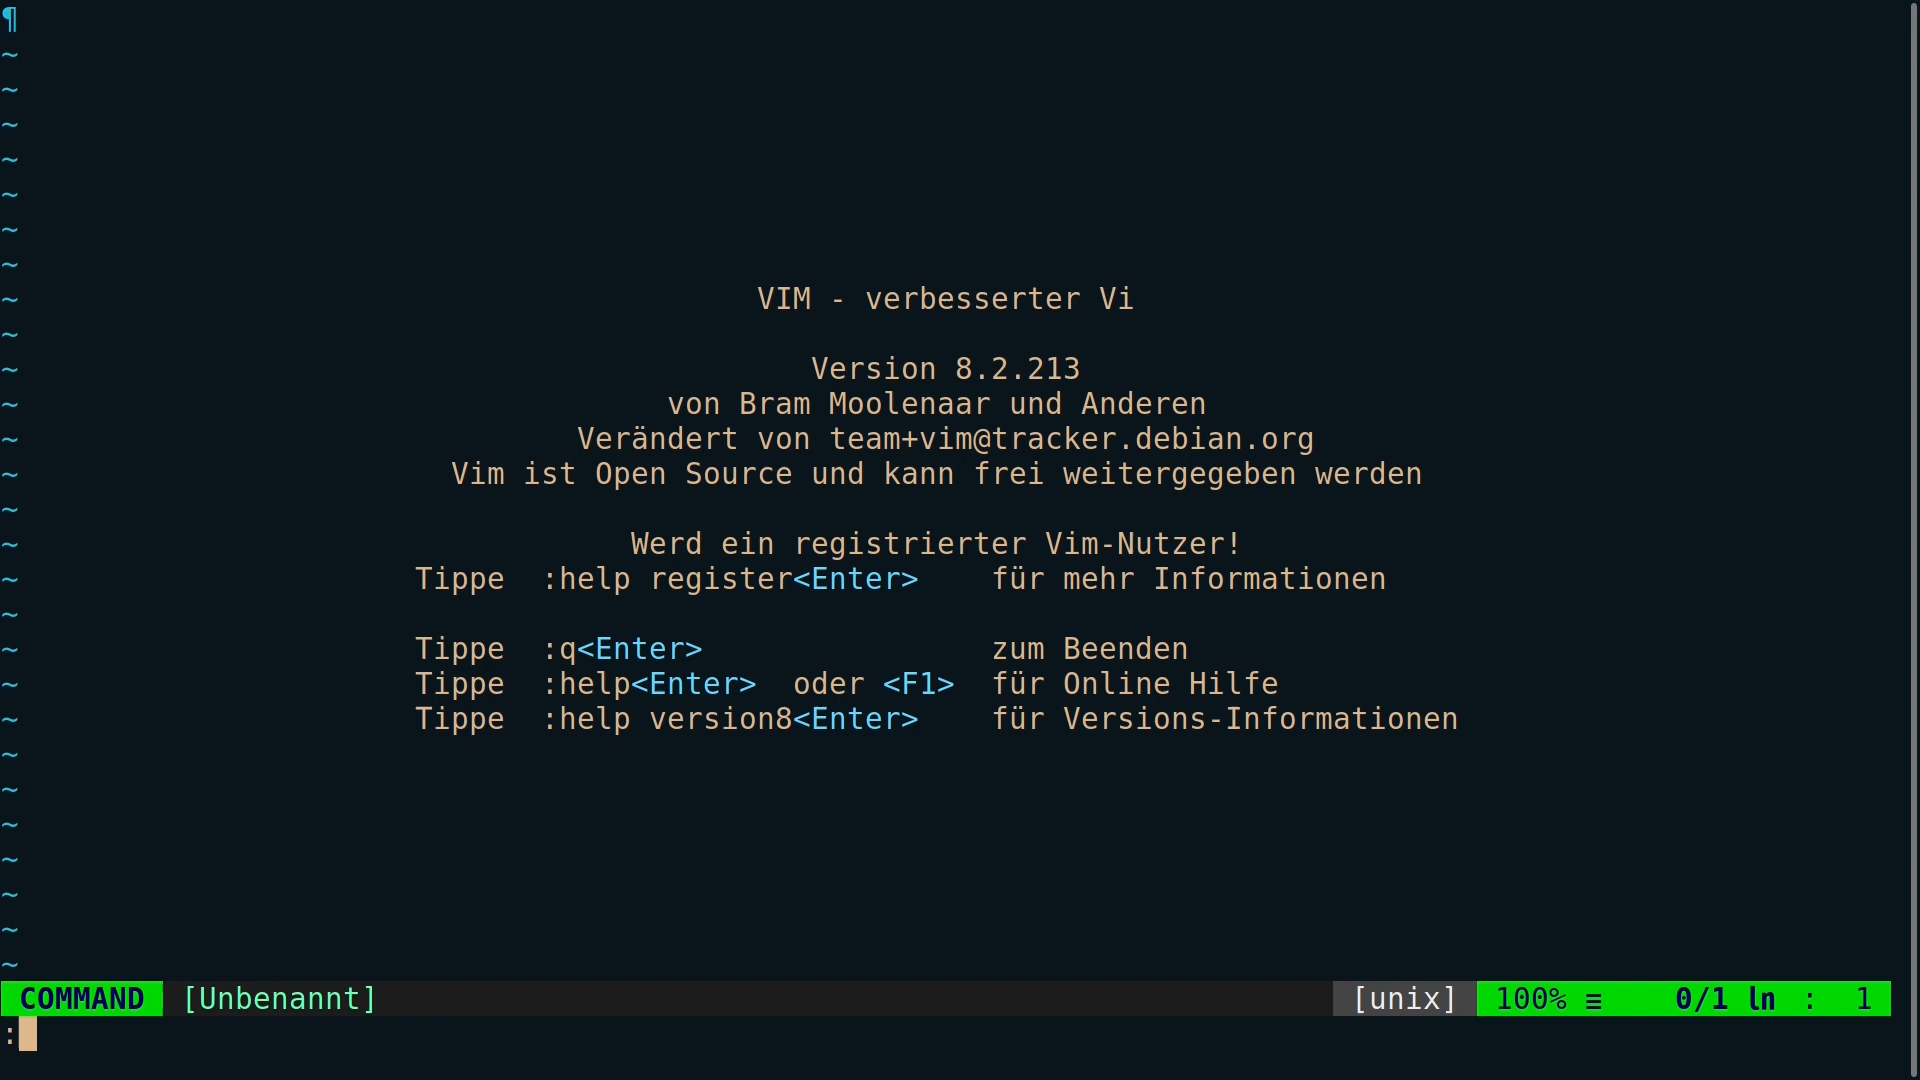 ¶
~
~
~
~
~
~
~
~ VIM - verbesserter Vi
~
~ Version 8.2.213
~ von Bram Moolenaar und Anderen
~ Verändert von team+vim@tracker.debian.org
~ Vim ist Open Source und kann frei weitergegeben werden
~
~ Werd ein registrierter Vim-Nutzer!
~ Tippe  :help register<Enter>    für mehr Informationen
~
~ Tippe  :q<Enter>                zum Beenden
~ Tippe  :help<Enter>  oder <F1>  für Online Hilfe
~ Tippe  :help version8<Enter>    für Versions-Informationen
~
~
~
~
~
~
~
COMMAND [Unbenannt] [unix] 100% ≡ 0/1 ln : 1
: